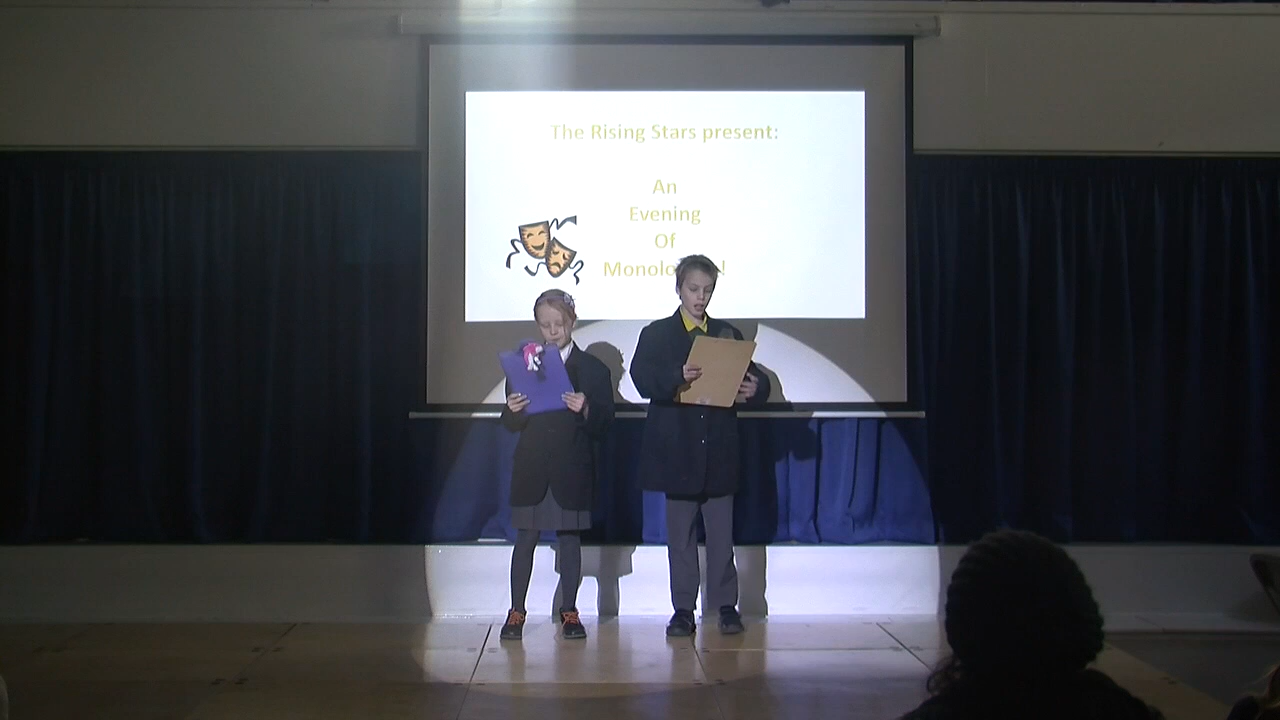 The Rising Stars present:
An
Evening
Of